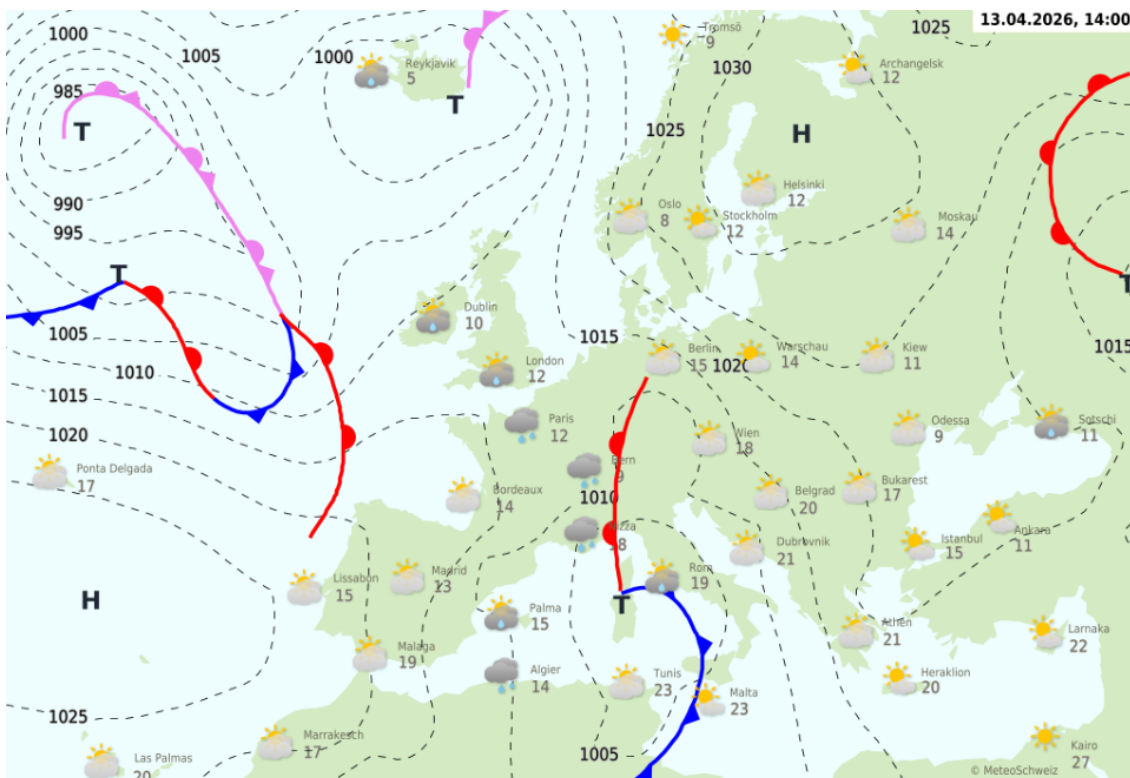 13.04.2026, 14:00
1000
1005
1000
1025
Tromsö
9
Reykjavik
5
1030
Archangelsk
12
985
T
T
1025
H
990
995
Helsinki
12
Oslo
8
Stockholm
12
Moskau
14
T
T
Dublin
10
1005
1015
1015
1010
London
12
Berlin
15
1020
Warschau
14
Kiew
11
1015
1020
Paris
12
Wien
18
Odessa
9
Sotschi
11
Ponta Delgada
17
Bern
9
Bordeaux
14
1010
Belgrad
20
Bukarest
17
Nizza
18
Dubrovnik
21
Istanbul
15
Ankara
11
Lissabon
15
Madrid
13
Rom
19
H
T
Palma
15
Athen
21
Larnaka
22
Malaga
19
Algier
14
Tunis
23
Malta
23
Heraklion
20
1025
Marrakesch
17
1005
Las Palmas
20
Kairo
27
© MeteoSchweiz